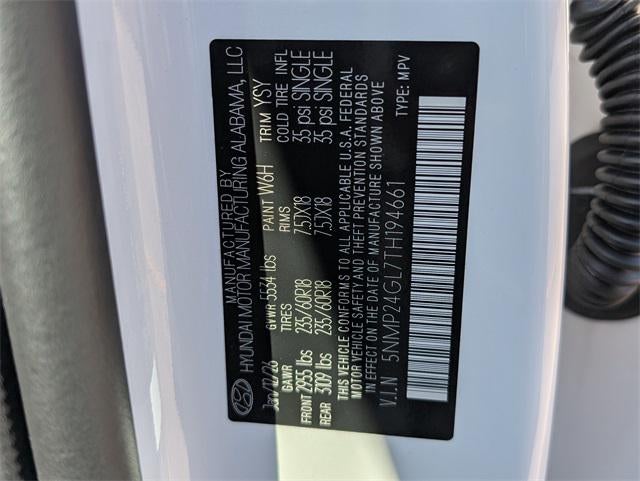 MANUFACTURED BY
HYUNDAI MOTOR MANUFACTURING ALABAMA, LLC
Jan/10/26 GVWR 5534 lbs PAINT W6H TRIM YSY
GAWR TIRES RIMS COLD TIRE INFL
FRONT 2955 lbs 235/60R18 7.5JX18 35 psi SINGLE
REAR 3109 lbs 235/60R18 7.5JX18 35 psi SINGLE
THIS VEHICLE CONFORMS TO ALL APPLICABLE U.S.A. FEDERAL
MOTOR VEHICLE SAFETY AND THEFT PREVENTION STANDARDS
IN EFFECT ON THE DATE OF MANUFACTURE SHOWN ABOVE
V.I.N 5NMP24GL7TH194661 TYPE: MPV